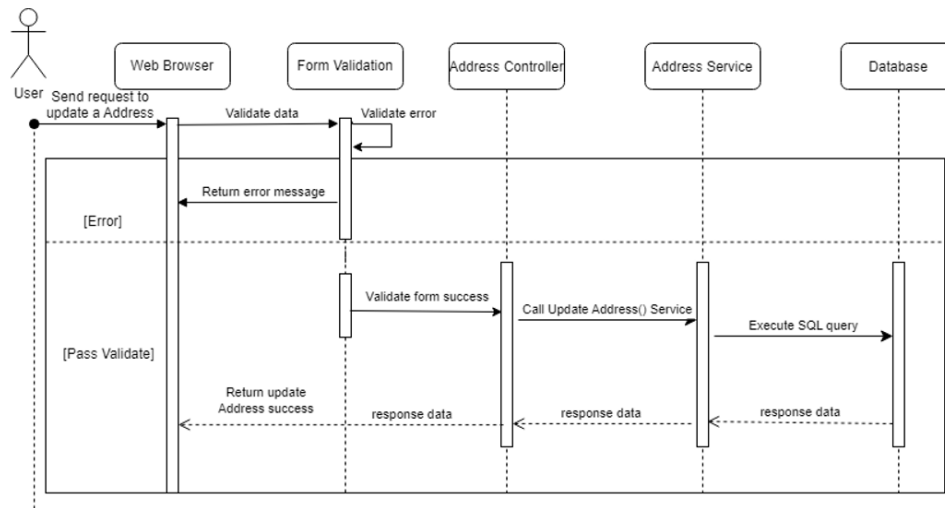 Web Browser
Form Validation
Address Controller
Address Service
Database
User
Send request to
update a Address
Validate data
Validate error
Return error message
[Error]
Validate form success
Call Update Address() Service
Execute SQL query
[Pass Validate]
Return update
Address success
response data
response data
response data